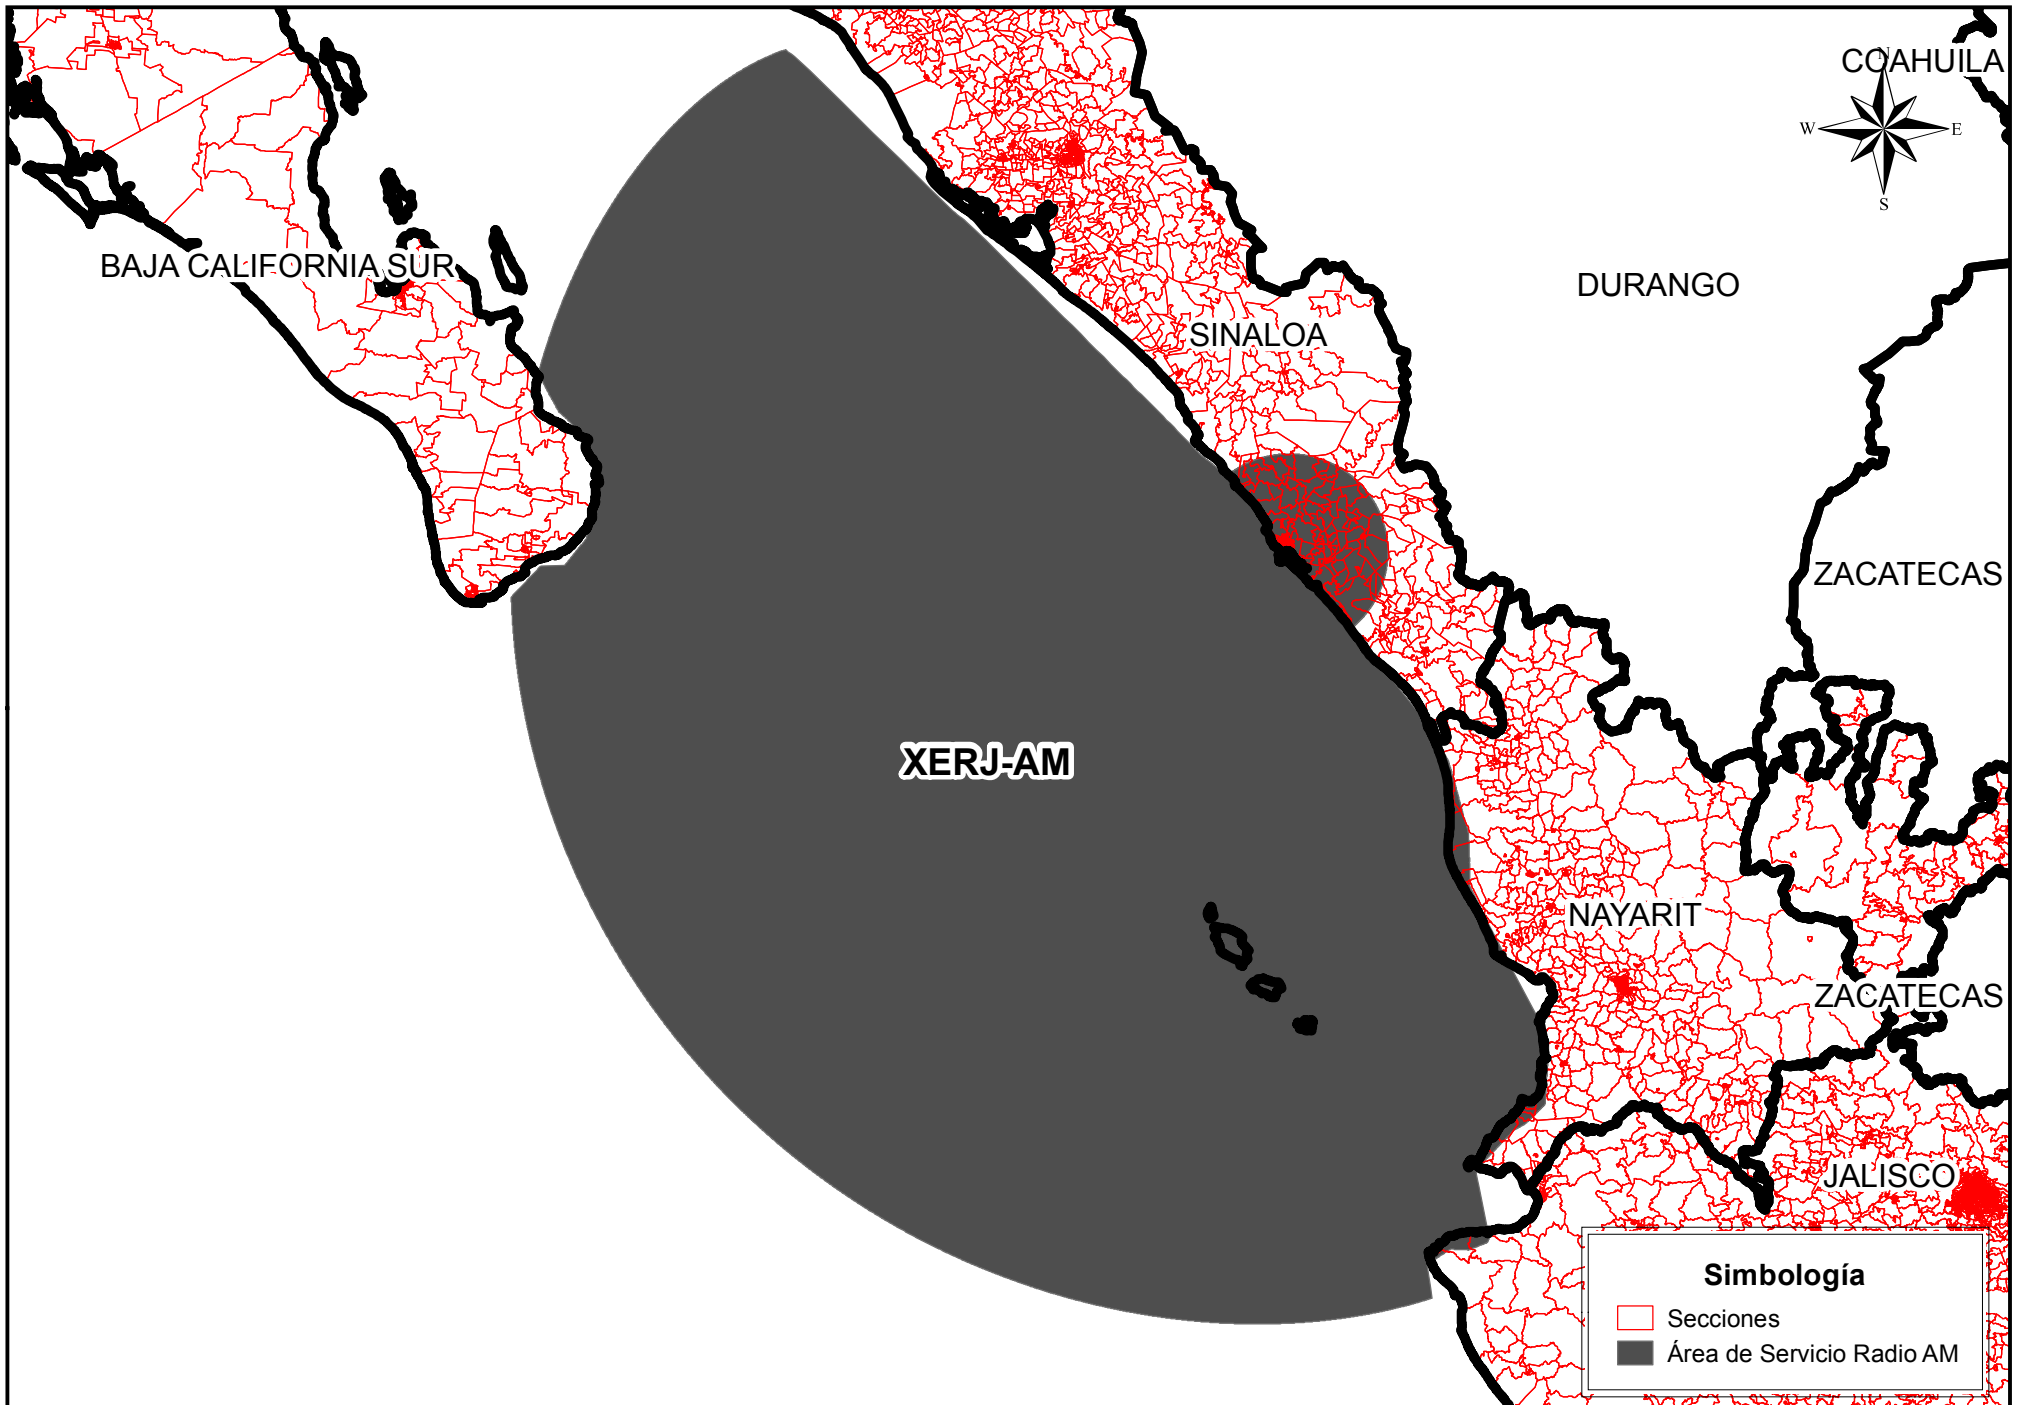 COAHUILA
N
W
E
S
BAJA CALIFORNIA SUR
DURANGO
SINALOA
ZACATECAS
XERJ-AM
NAYARIT
ZACATECAS
JALISCO
Simbología
Secciones
Área de Servicio Radio AM